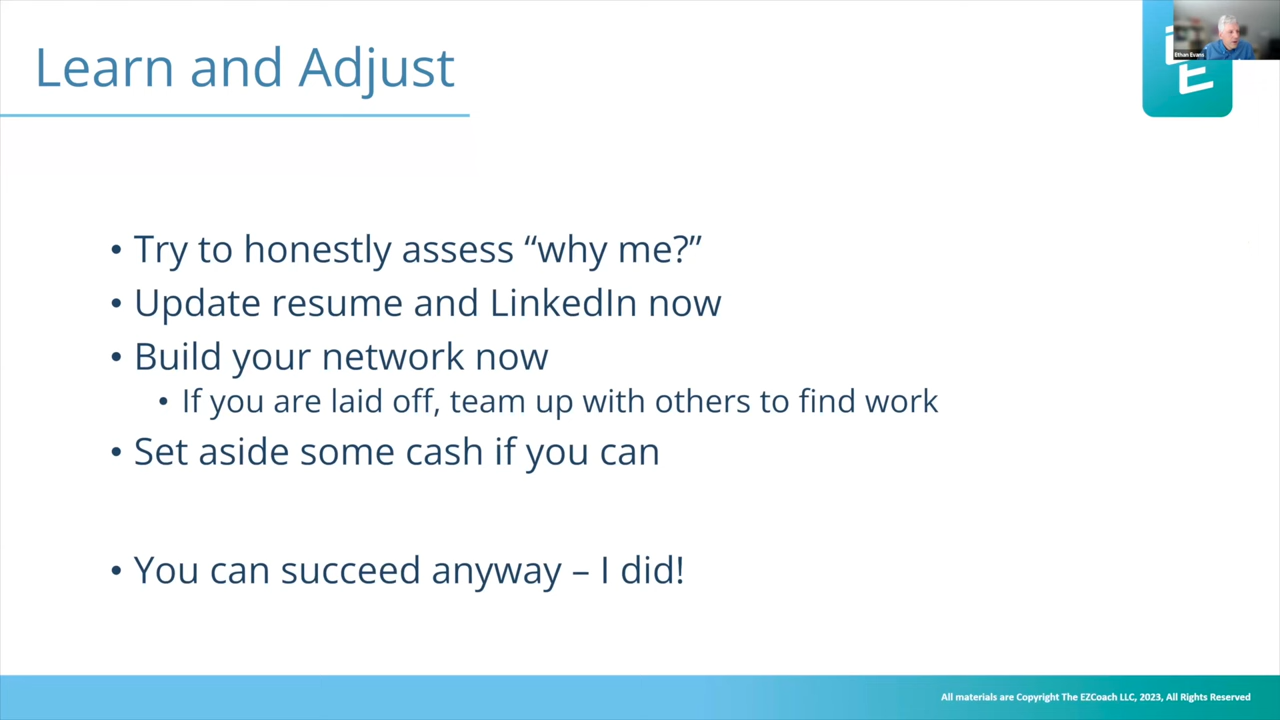 Learn and Adjust
Ethan Evans
E
• Try to honestly assess “why me?”
• Update resume and LinkedIn now
• Build your network now
• If you are laid off, team up with others to find work
• Set aside some cash if you can
• You can succeed anyway – I did!
All materials are Copyright The EZCoach LLC, 2023, All Rights Reserved